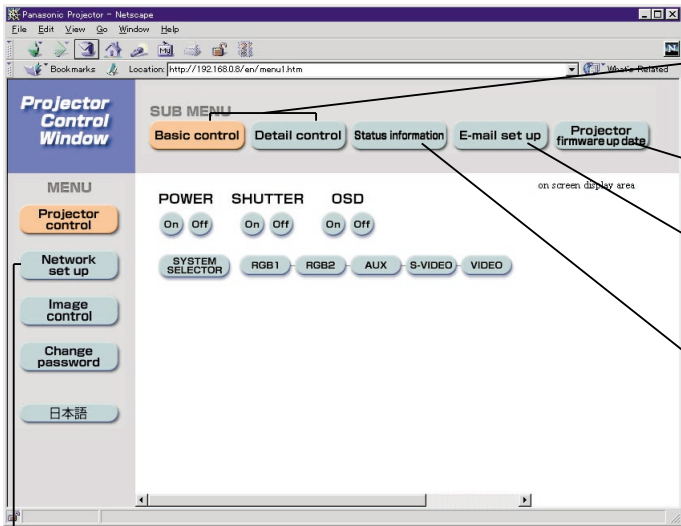 Panasonic Projector - Netscape
File Edit View Go Window Help
Bookmarks Location: http://192.168.0.8/en/menu1.htm What's Related
Projector
Control
Window
SUB MENU
Basic control Detail control Status information E-mail set up Projector firmware up date
MENU
Projector
control
Network
set up
Image
control
Change
password
日本語
on screen display area
POWER SHUTTER OSD
On Off On Off On Off
SYSTEM
SELECTOR
RGB1 RGB2 AUX S-VIDEO VIDEO